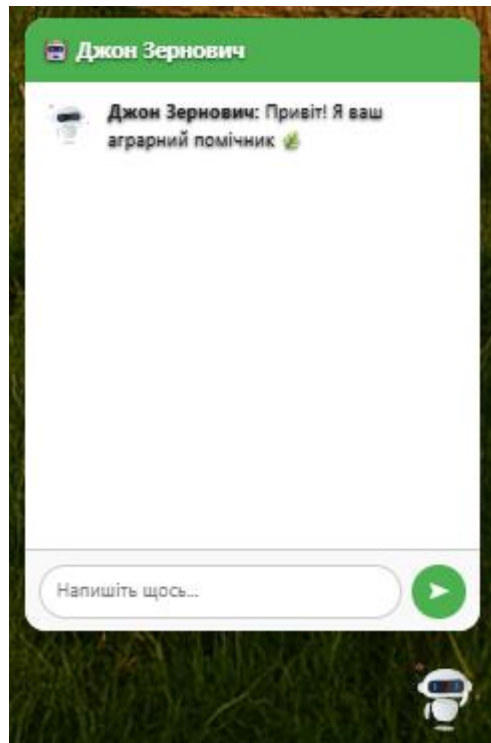 Джон Зернович
Джон Зернович: Привіт! Я ваш
аграрний помічник
Напишіть щось...